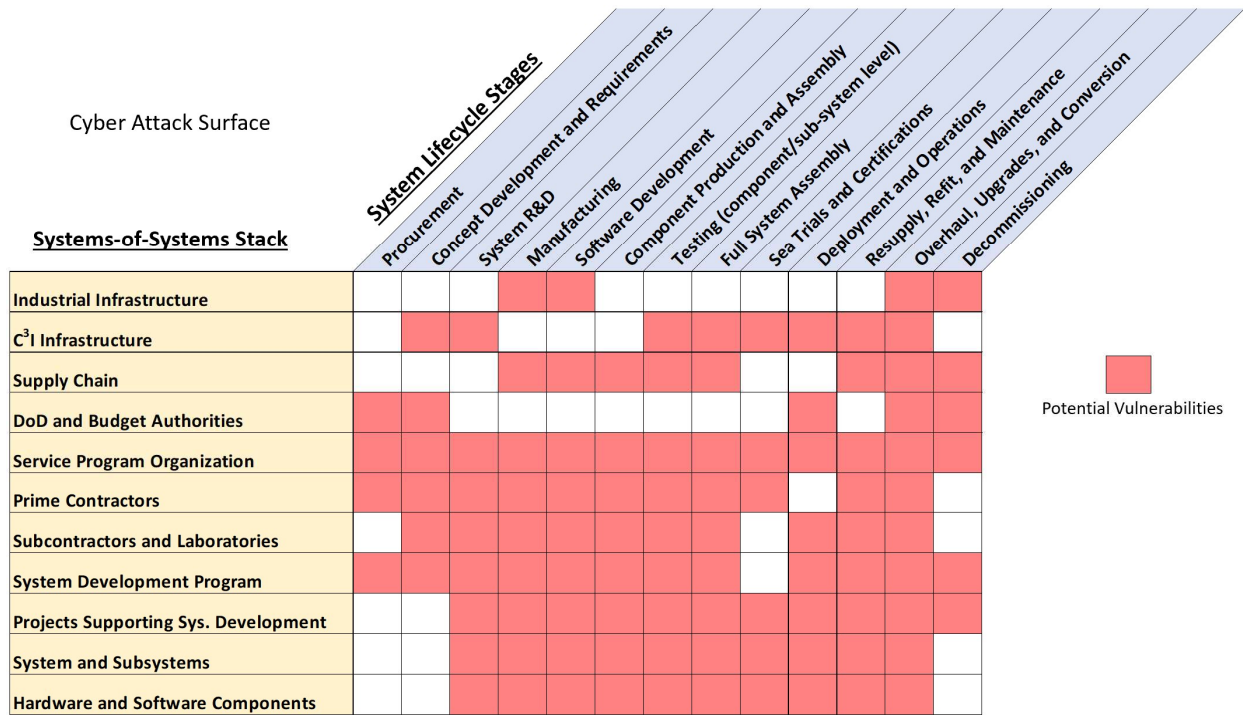 Cyber Attack Surface
System Lifecycle Stages
Procurement
Concept Development and Requirements
System R&D
Manufacturing
Software Development
Component Production and Assembly
Testing (component/sub-system level)
Full System Assembly
Sea Trials and Certifications
Deployment and Operations
Resupply, Refit, and Maintenance
Overhaul, Upgrades, and Conversion
Decommissioning
Systems-of-Systems Stack
Industrial Infrastructure
C³I Infrastructure
Supply Chain
DoD and Budget Authorities
Service Program Organization
Prime Contractors
Subcontractors and Laboratories
System Development Program
Projects Supporting Sys. Development
System and Subsystems
Hardware and Software Components
Potential Vulnerabilities